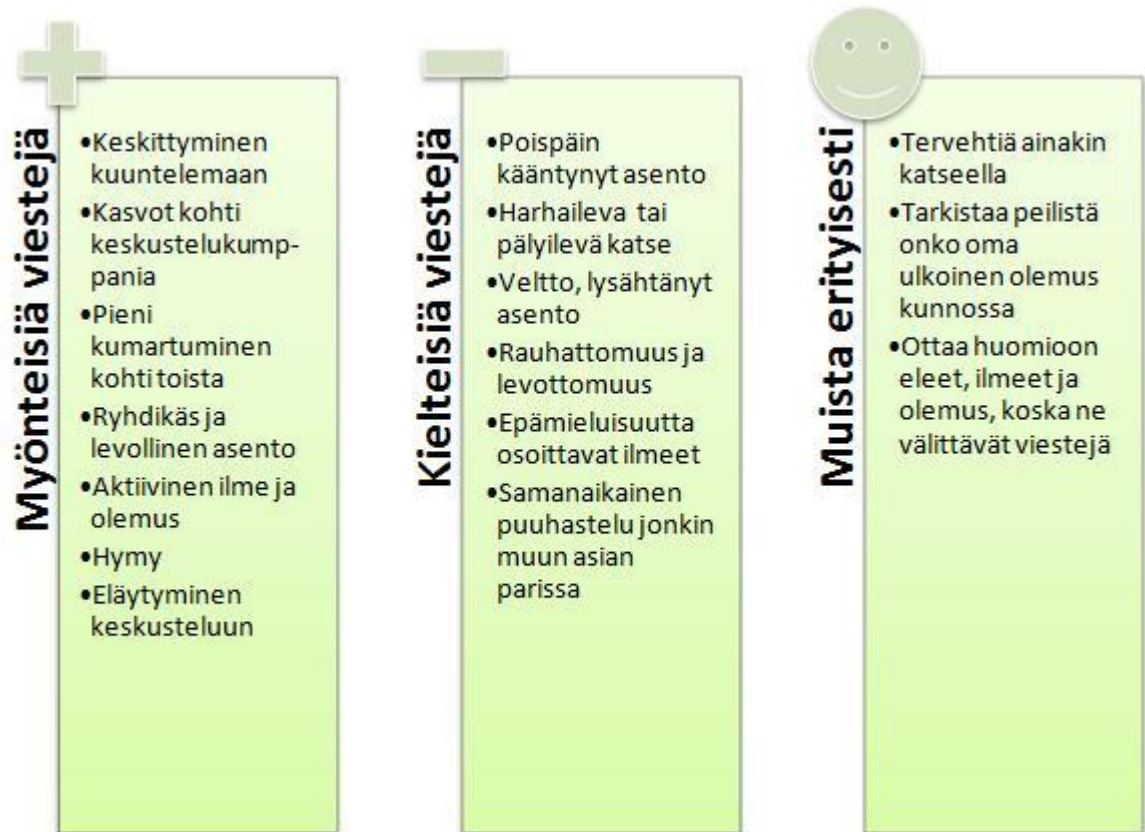 Myönteisiä viestejä
•Keskittyminen
kuuntelemaan
•Kasvot kohti
keskustelukump-
pania
•Pieni
kumartuminen
kohti toista
•Ryhdikäs ja
levollinen asento
•Aktiivinen ilme ja
olemus
•Hymy
•Eläytyminen
keskusteluun
Kielteisiä viestejä
•Poispäin
kääntynyt asento
•Harhaileva tai
pälyilevä katse
•Veltto, lysähtänyt
asento
•Rauhattomuus ja
levottomuus
•Epämieluisuutta
osoittavat ilmeet
•Samanaikainen
puuhastelu jonkin
muun asian
parissa
Muista erityisesti
•Tervehtiä ainakin
katseella
•Tarkistaa peilistä
onko oma
ulkoinen olemus
kunnossa
•Ottaa huomioon
eleet, ilmeet ja
olemus, koska ne
välittävät viestejä